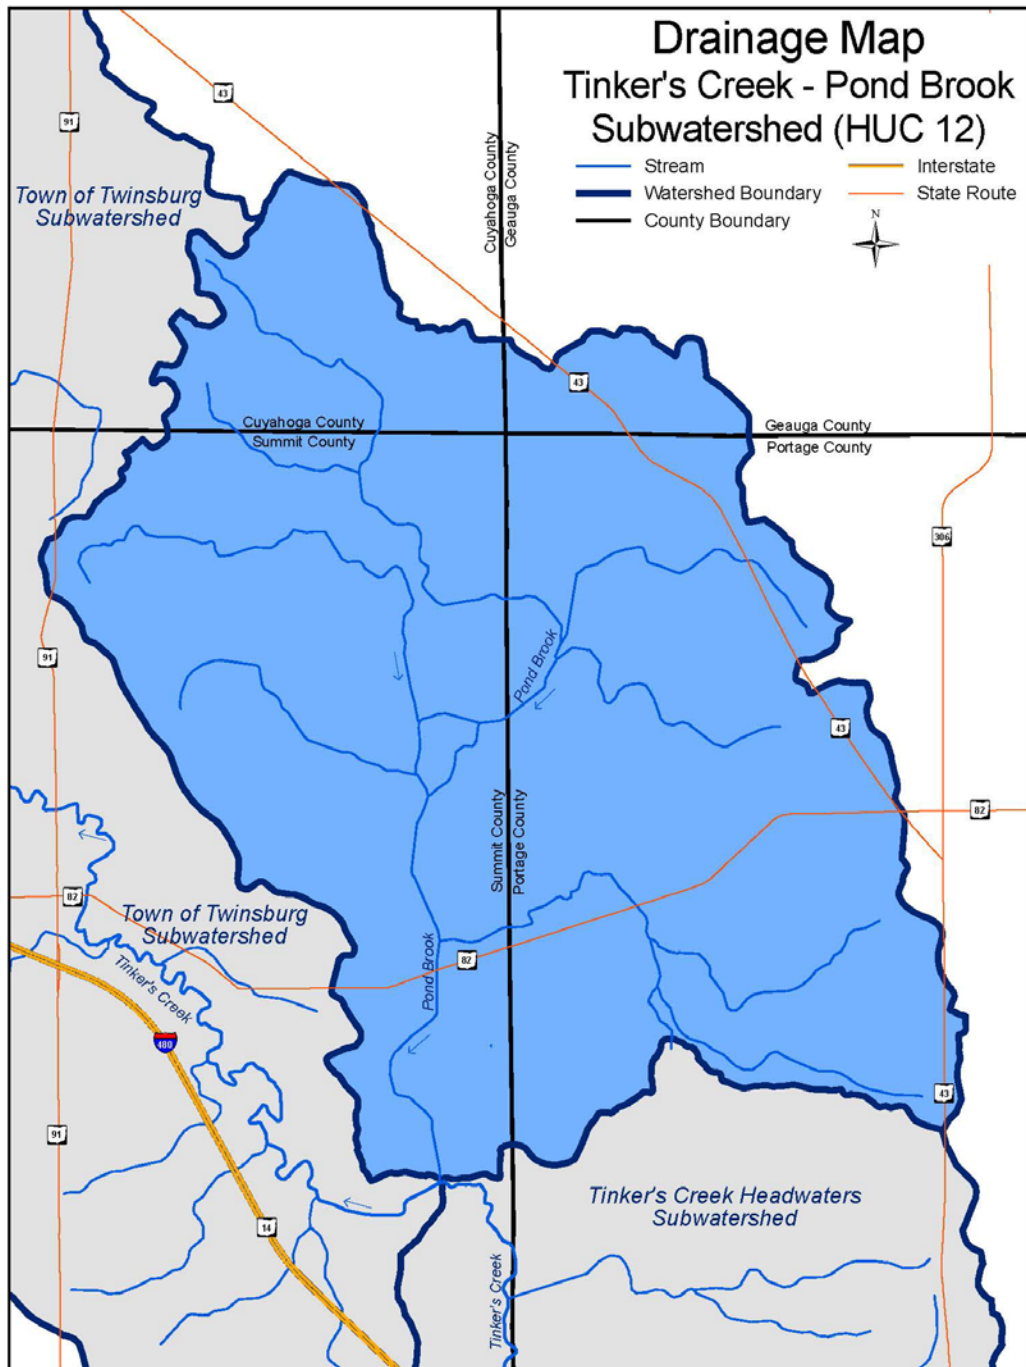 Drainage Map
Tinker's Creek - Pond Brook
Subwatershed (HUC 12)
Stream
Interstate
Watershed Boundary
State Route
County Boundary
N
43
91
Town of Twinsburg
Subwatershed
Cuyahoga County
Geauga County
43
Cuyahoga County
Summit County
Geauga County
Portage County
306
91
Pond Brook
43
82
Summit County
Portage County
82
Town of Twinsburg
Subwatershed
Tinker's Creek
Pond Brook
82
480
43
91
14
Tinker's Creek Headwaters
Subwatershed
Tinker's Creek